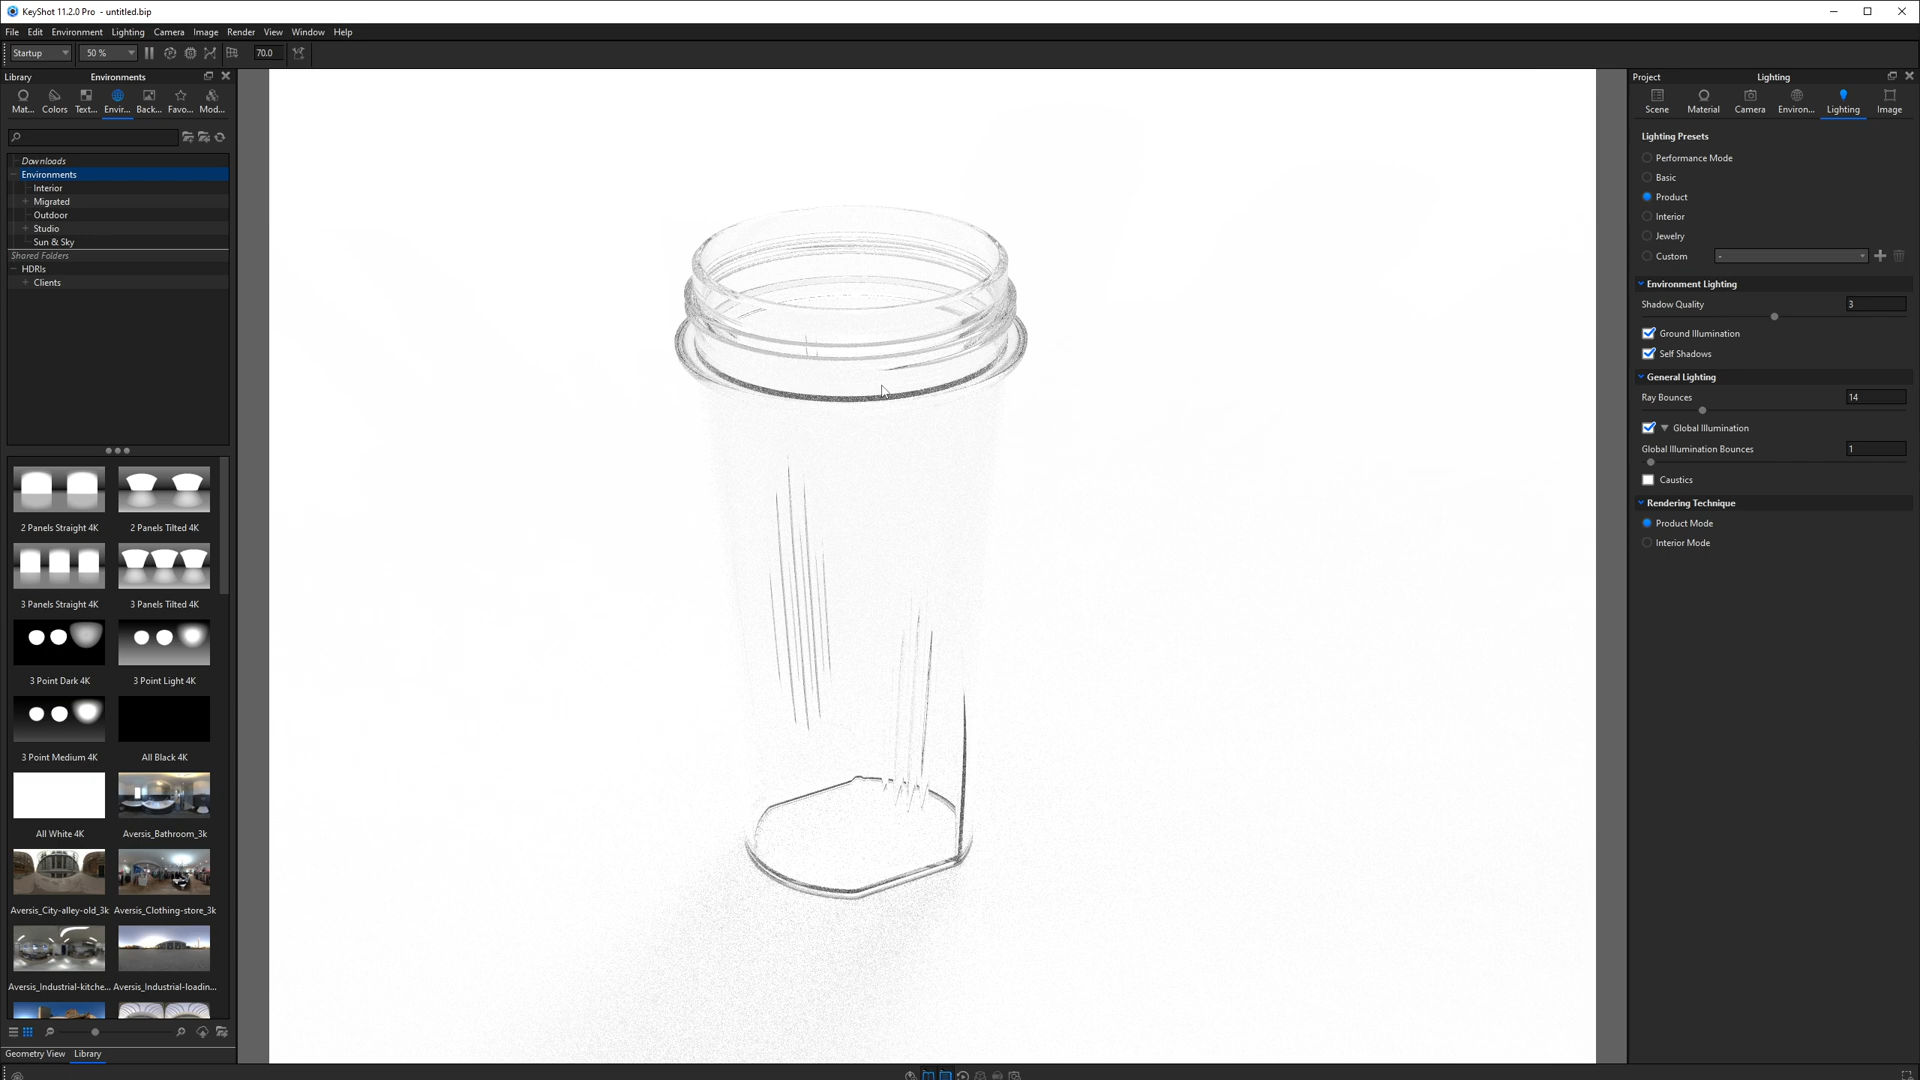 KeyShot 11.2.0 Pro - untitled.bip
File Edit Environment Lighting Camera Image Render View Window Help
Startup 50 % 70.0
Library Environments
Mat... Colors Text... Envir... Back... Favo... Mod...
Downloads
Environments
Interior
Migrated
Outdoor
Studio
Sun & Sky
Shared Folders
HDRIs
Clients
2 Panels Straight 4K 2 Panels Tilted 4K
3 Panels Straight 4K 3 Panels Tilted 4K
3 Point Dark 4K 3 Point Light 4K
3 Point Medium 4K All Black 4K
All White 4K Aversis_Bathroom_3k
Aversis_City-alley-old_3k Aversis_Clothing-store_3k
Aversis_Industrial-kitche... Aversis_Industrial-loadin...
Geometry View Library
Project Lighting
Scene Material Camera Environ... Lighting Image
Lighting Presets
Performance Mode
Basic
Product
Interior
Jewelry
Custom -
Environment Lighting
Shadow Quality 3
Ground Illumination
Self Shadows
General Lighting
Ray Bounces 14
Global Illumination
Global Illumination Bounces 1
Caustics
Rendering Technique
Product Mode
Interior Mode